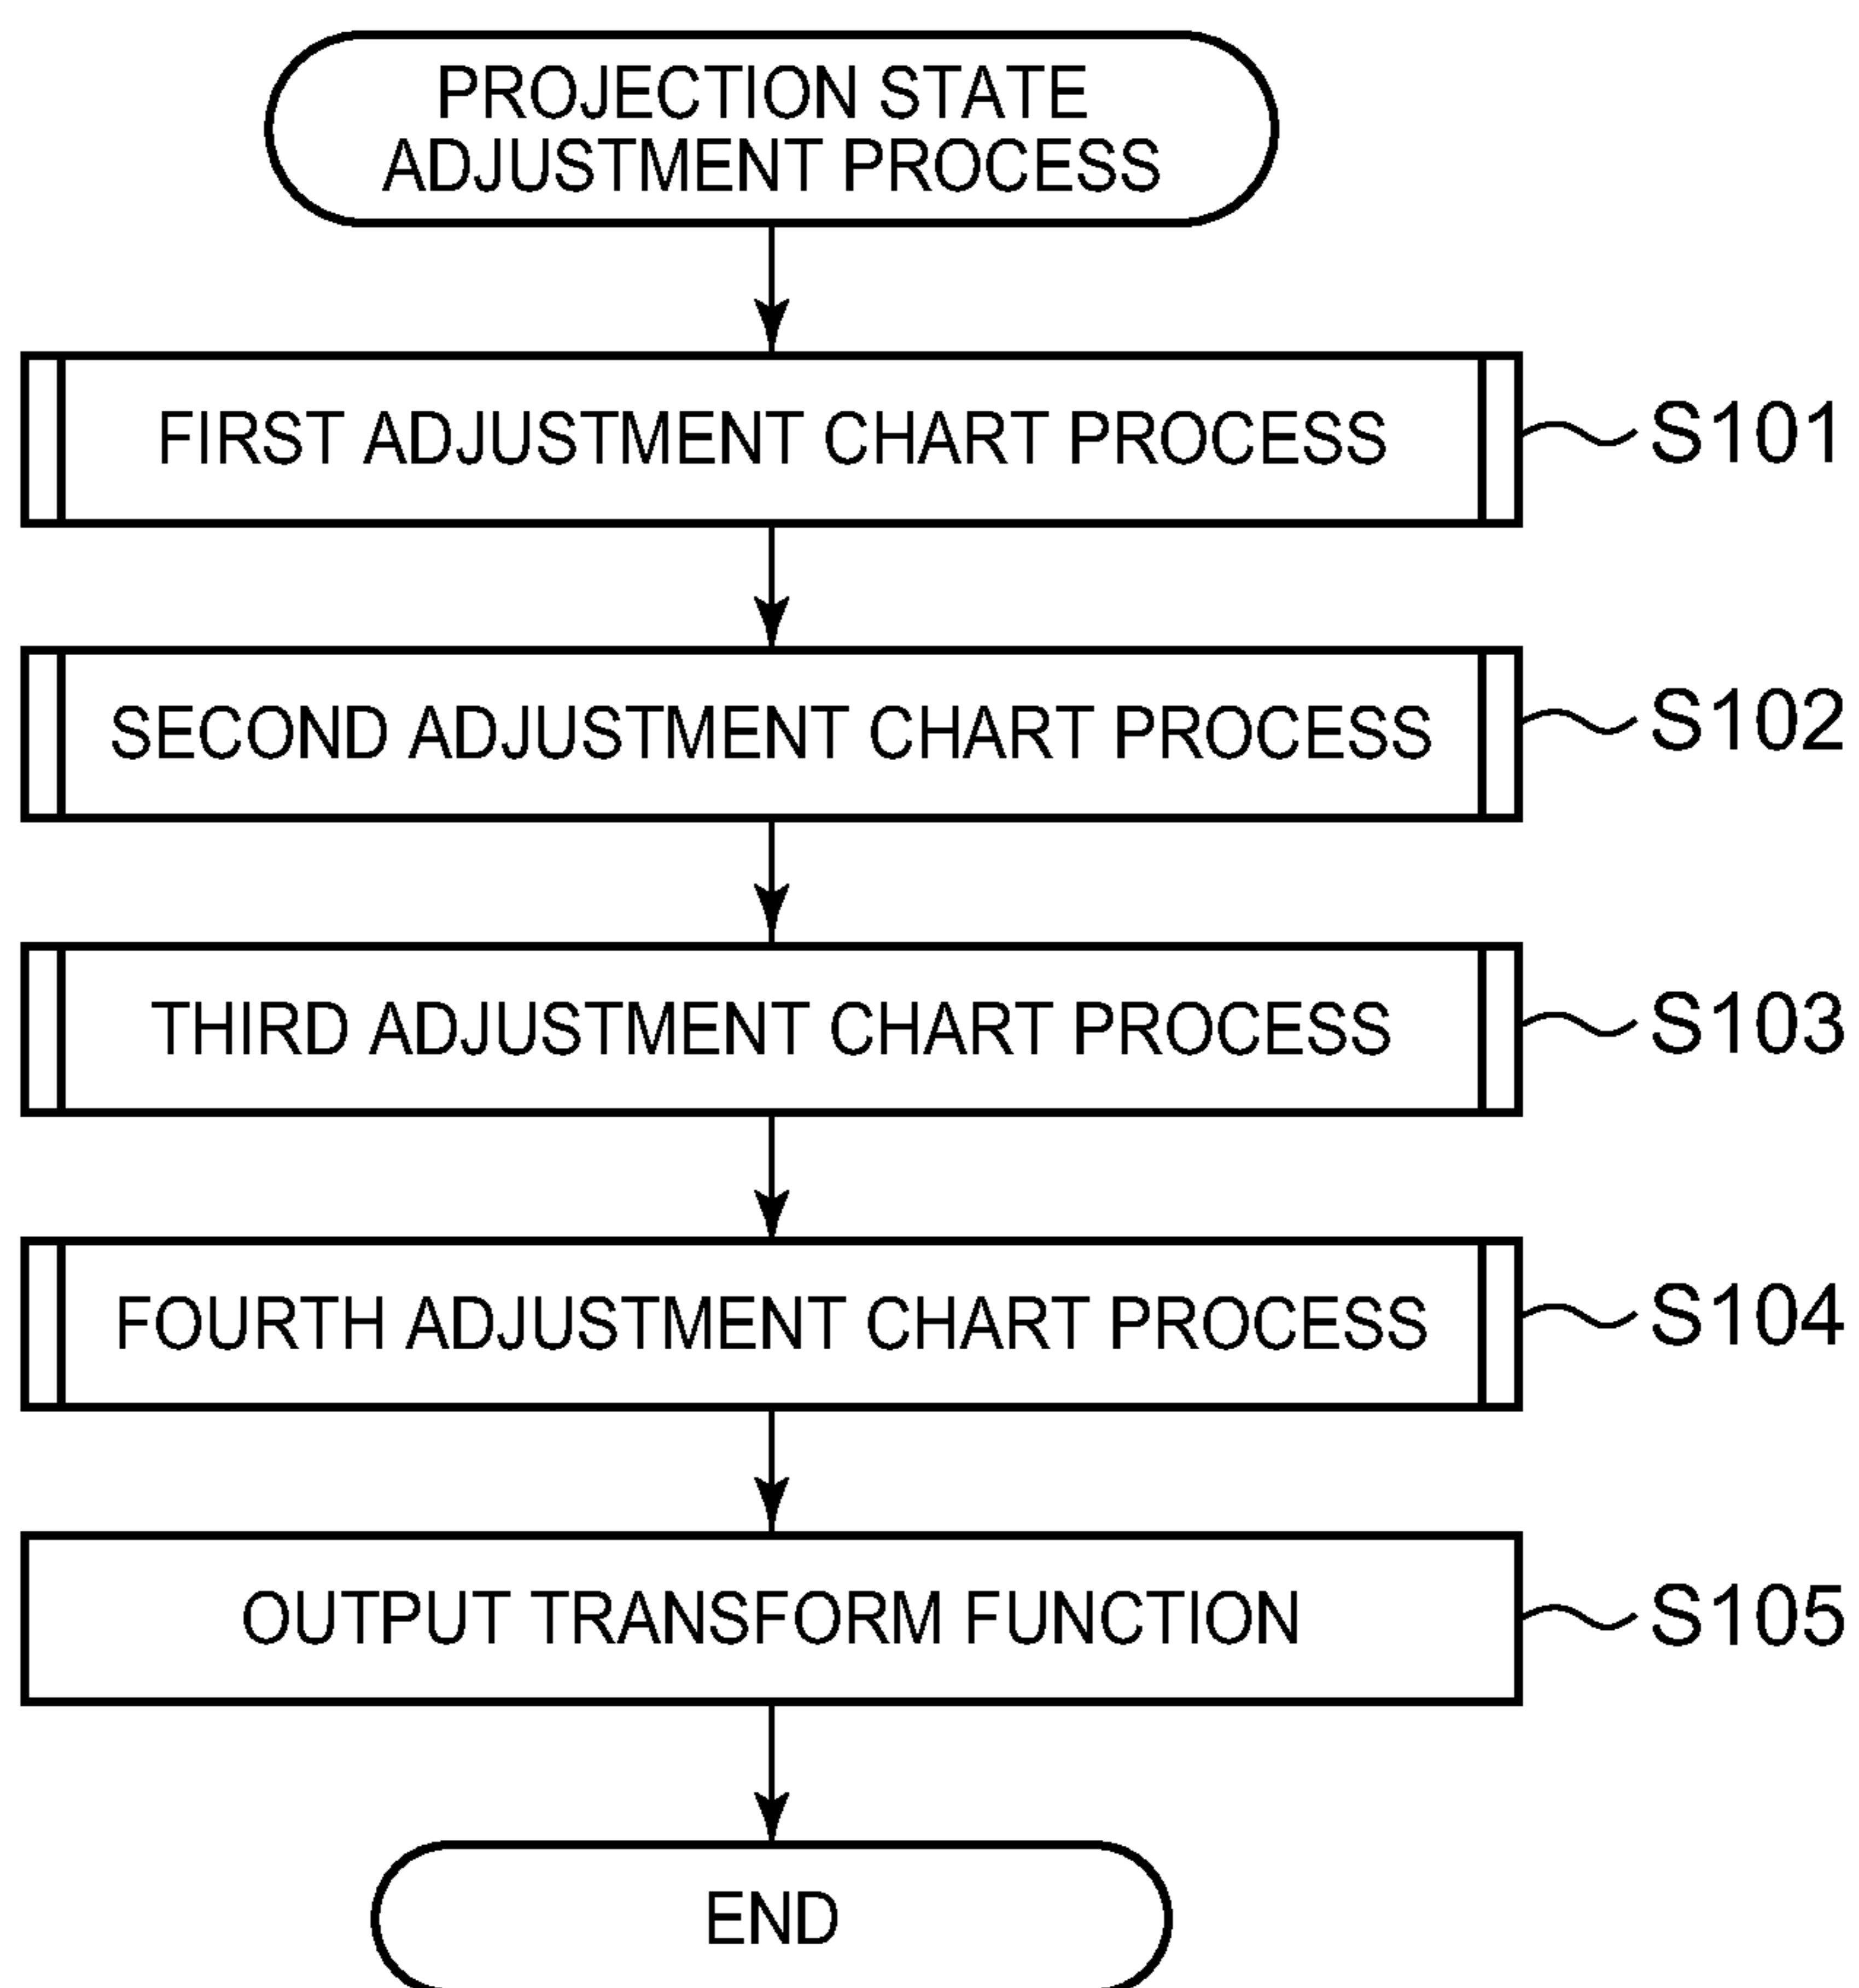 PROJECTION STATE
ADJUSTMENT PROCESS
FIRST ADJUSTMENT CHART PROCESS
S101
SECOND ADJUSTMENT CHART PROCESS
S102
THIRD ADJUSTMENT CHART PROCESS
S103
FOURTH ADJUSTMENT CHART PROCESS
S104
OUTPUT TRANSFORM FUNCTION
S105
END